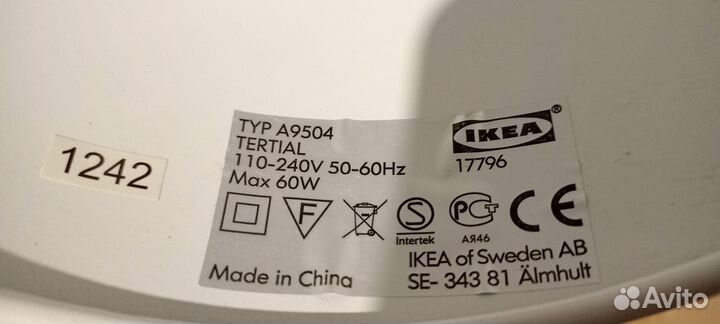 1242
TYP A9504
TERTIAL
110-240V 50-60Hz
Max 60W
IKEA®
17796
F
S
Intertek
PCT
АЯ46
CE
IKEA of Sweden AB
SE- 343 81 Älmhult
Made in China
Avito